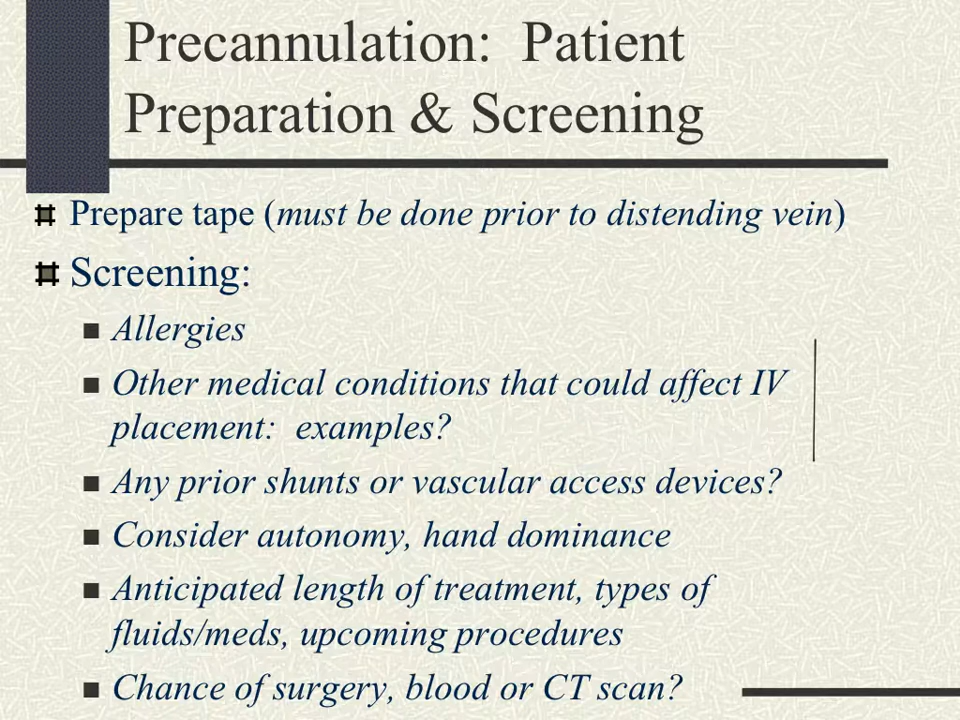 Precannulation:  Patient
Preparation & Screening
Prepare tape (must be done prior to distending vein)
Screening:
Allergies
Other medical conditions that could affect IV
placement:  examples?
Any prior shunts or vascular access devices?
Consider autonomy, hand dominance
Anticipated length of treatment, types of
fluids/meds, upcoming procedures
Chance of surgery, blood or CT scan?